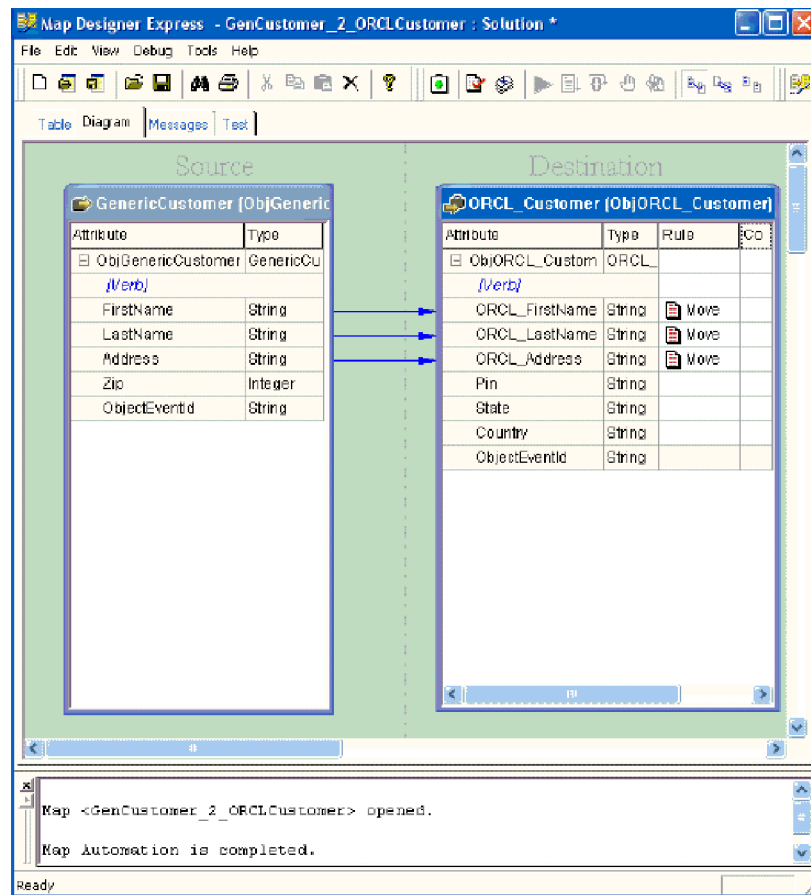 Map Designer Express - GenCustomer_2_ORCLCustomer : Solution *
File Edit View Debug Tools Help
Table Diagram Messages Test
Source Destination
GenericCustomer (ObjGeneric
ORCL_Customer (ObjORCL_Customer)
Attribute Type
Attribute Type Rule Co
ObjGenericCustomer GenericCu
ObjORCL_Custom ORCL_
[Verb]
[Verb]
FirstName String
ORCL_FirstName String Move
LastName String
ORCL_LastName String Move
Address String
ORCL_Address String Move
Zip Integer
Pin String
ObjectEventId String
State String
Country String
ObjectEventId String
Map <GenCustomer_2_ORCLCustomer> opened.
Map Automation is completed.
Ready